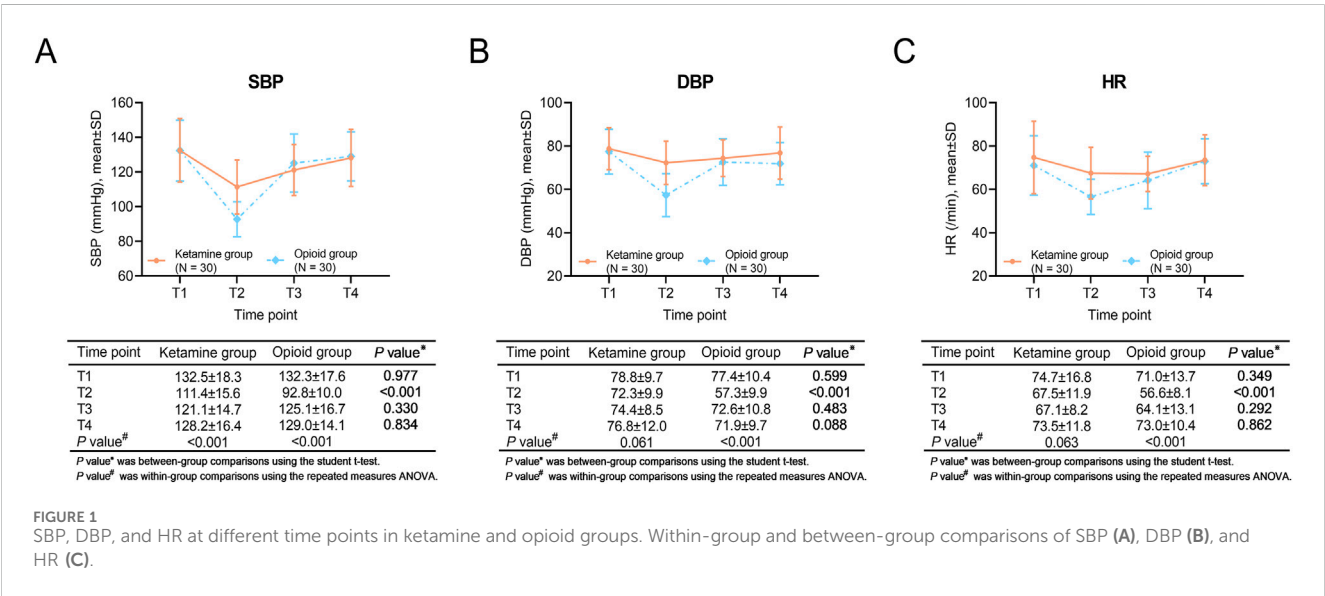 A
SBP
SBP (mmHg), mean±SD
160
140
120
100
80
60
Ketamine group
(N = 30)
Opioid group
(N = 30)
T1 T2 T3 T4
Time point
Time point Ketamine group Opioid group P value*
T1 132.5±18.3 132.3±17.6 0.977
T2 111.4±15.6 92.8±10.0 <0.001
T3 121.1±14.7 125.1±16.7 0.330
T4 128.2±16.4 129.0±14.1 0.834
P value# <0.001 <0.001
P value* was between-group comparisons using the student t-test.
P value# was within-group comparisons using the repeated measures ANOVA.
B
DBP
DBP (mmHg), mean±SD
100
80
60
40
20
Ketamine group
(N = 30)
Opioid group
(N = 30)
T1 T2 T3 T4
Time point
Time point Ketamine group Opioid group P value*
T1 78.8±9.7 77.4±10.4 0.599
T2 72.3±9.9 57.3±9.9 <0.001
T3 74.4±8.5 72.6±10.8 0.483
T4 76.8±12.0 71.9±9.7 0.088
P value# 0.061 <0.001
P value* was between-group comparisons using the student t-test.
P value# was within-group comparisons using the repeated measures ANOVA.
C
HR
HR (/min), mean±SD
100
80
60
40
20
Ketamine group
(N = 30)
Opioid group
(N = 30)
T1 T2 T3 T4
Time point
Time point Ketamine group Opioid group P value*
T1 74.7±16.8 71.0±13.7 0.349
T2 67.5±11.9 56.6±8.1 <0.001
T3 67.1±8.2 64.1±13.1 0.292
T4 73.5±11.8 73.0±10.4 0.862
P value# 0.063 <0.001
P value* was between-group comparisons using the student t-test.
P value# was within-group comparisons using the repeated measures ANOVA.
FIGURE 1
SBP, DBP, and HR at different time points in ketamine and opioid groups. Within-group and between-group comparisons of SBP (A), DBP (B), and
HR (C).